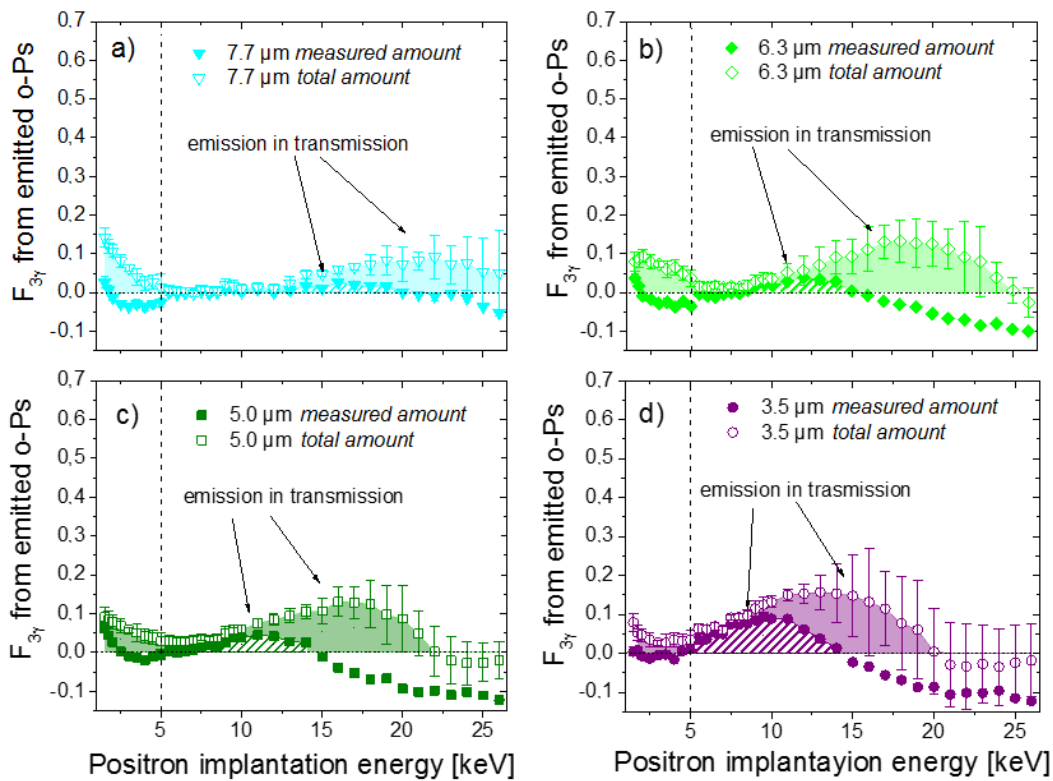 a)
7.7 µm measured amount
7.7 µm total amount
emission in transmission
F3γ from emitted o-Ps
0,7
0,6
0,5
0,4
0,3
0,2
0,1
0,0
-0,1
b)
6.3 µm measured amount
6.3 µm total amount
emission in transmission
F3γ from emitted o-Ps
0,7
0,6
0,5
0,4
0,3
0,2
0,1
0,0
-0,1
c)
5.0 µm measured amount
5.0 µm total amount
emission in trasmission
F3γ from emitted o-Ps
0,7
0,6
0,5
0,4
0,3
0,2
0,1
0,0
-0,1
5 10 15 20 25
Positron implantation energy [keV]
d)
3.5 µm measured amount
3.5 µm total amount
emission in trasmission
F3γ from emitted o-Ps
0,7
0,6
0,5
0,4
0,3
0,2
0,1
0,0
-0,1
5 10 15 20 25
Positron implantayion energy [keV]